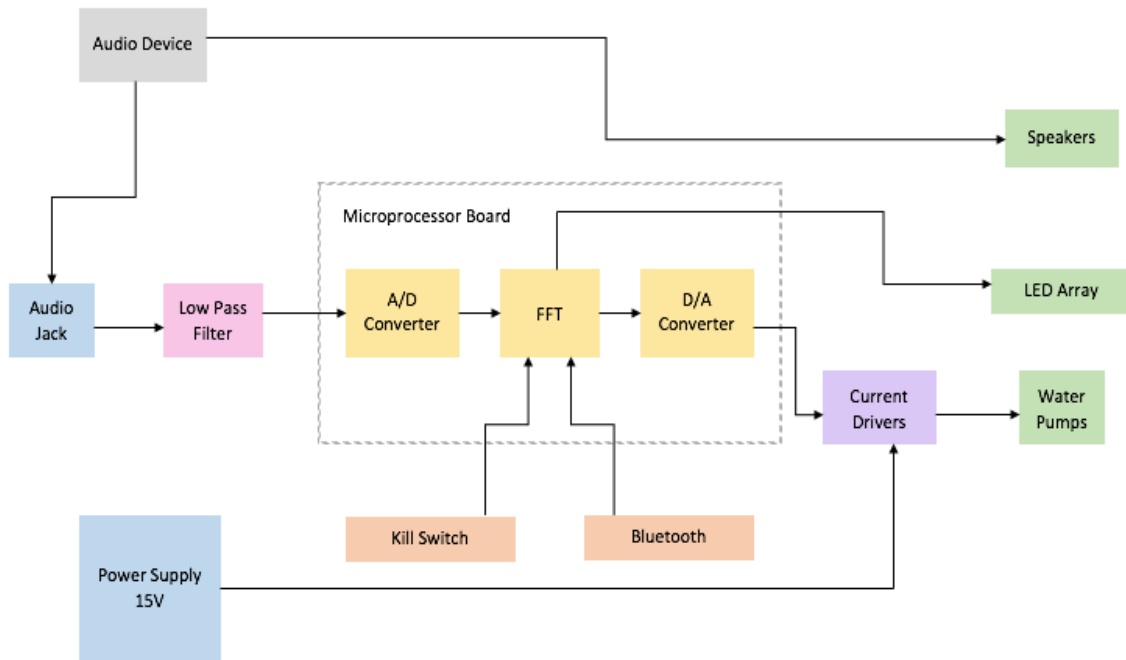 Audio Device
Speakers
Microprocessor Board
Audio
Jack
Low Pass
Filter
A/D
Converter
FFT
D/A
Converter
LED Array
Current
Drivers
Water
Pumps
Kill Switch
Bluetooth
Power Supply
15V